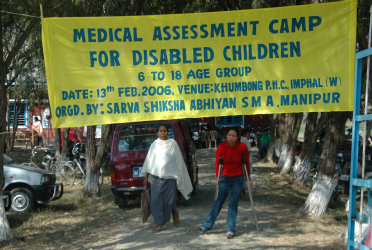 MEDICAL ASSESSMENT CAMP
FOR DISABLED CHILDREN
6 TO 18 AGE GROUP
DATE: 13TH FEB. 2006. VENUE: KHUMBONG P.H.C., IMPHAL (W)
ORGD. BY: SARVA SHIKSHA ABHIYAN S M A, MANIPUR